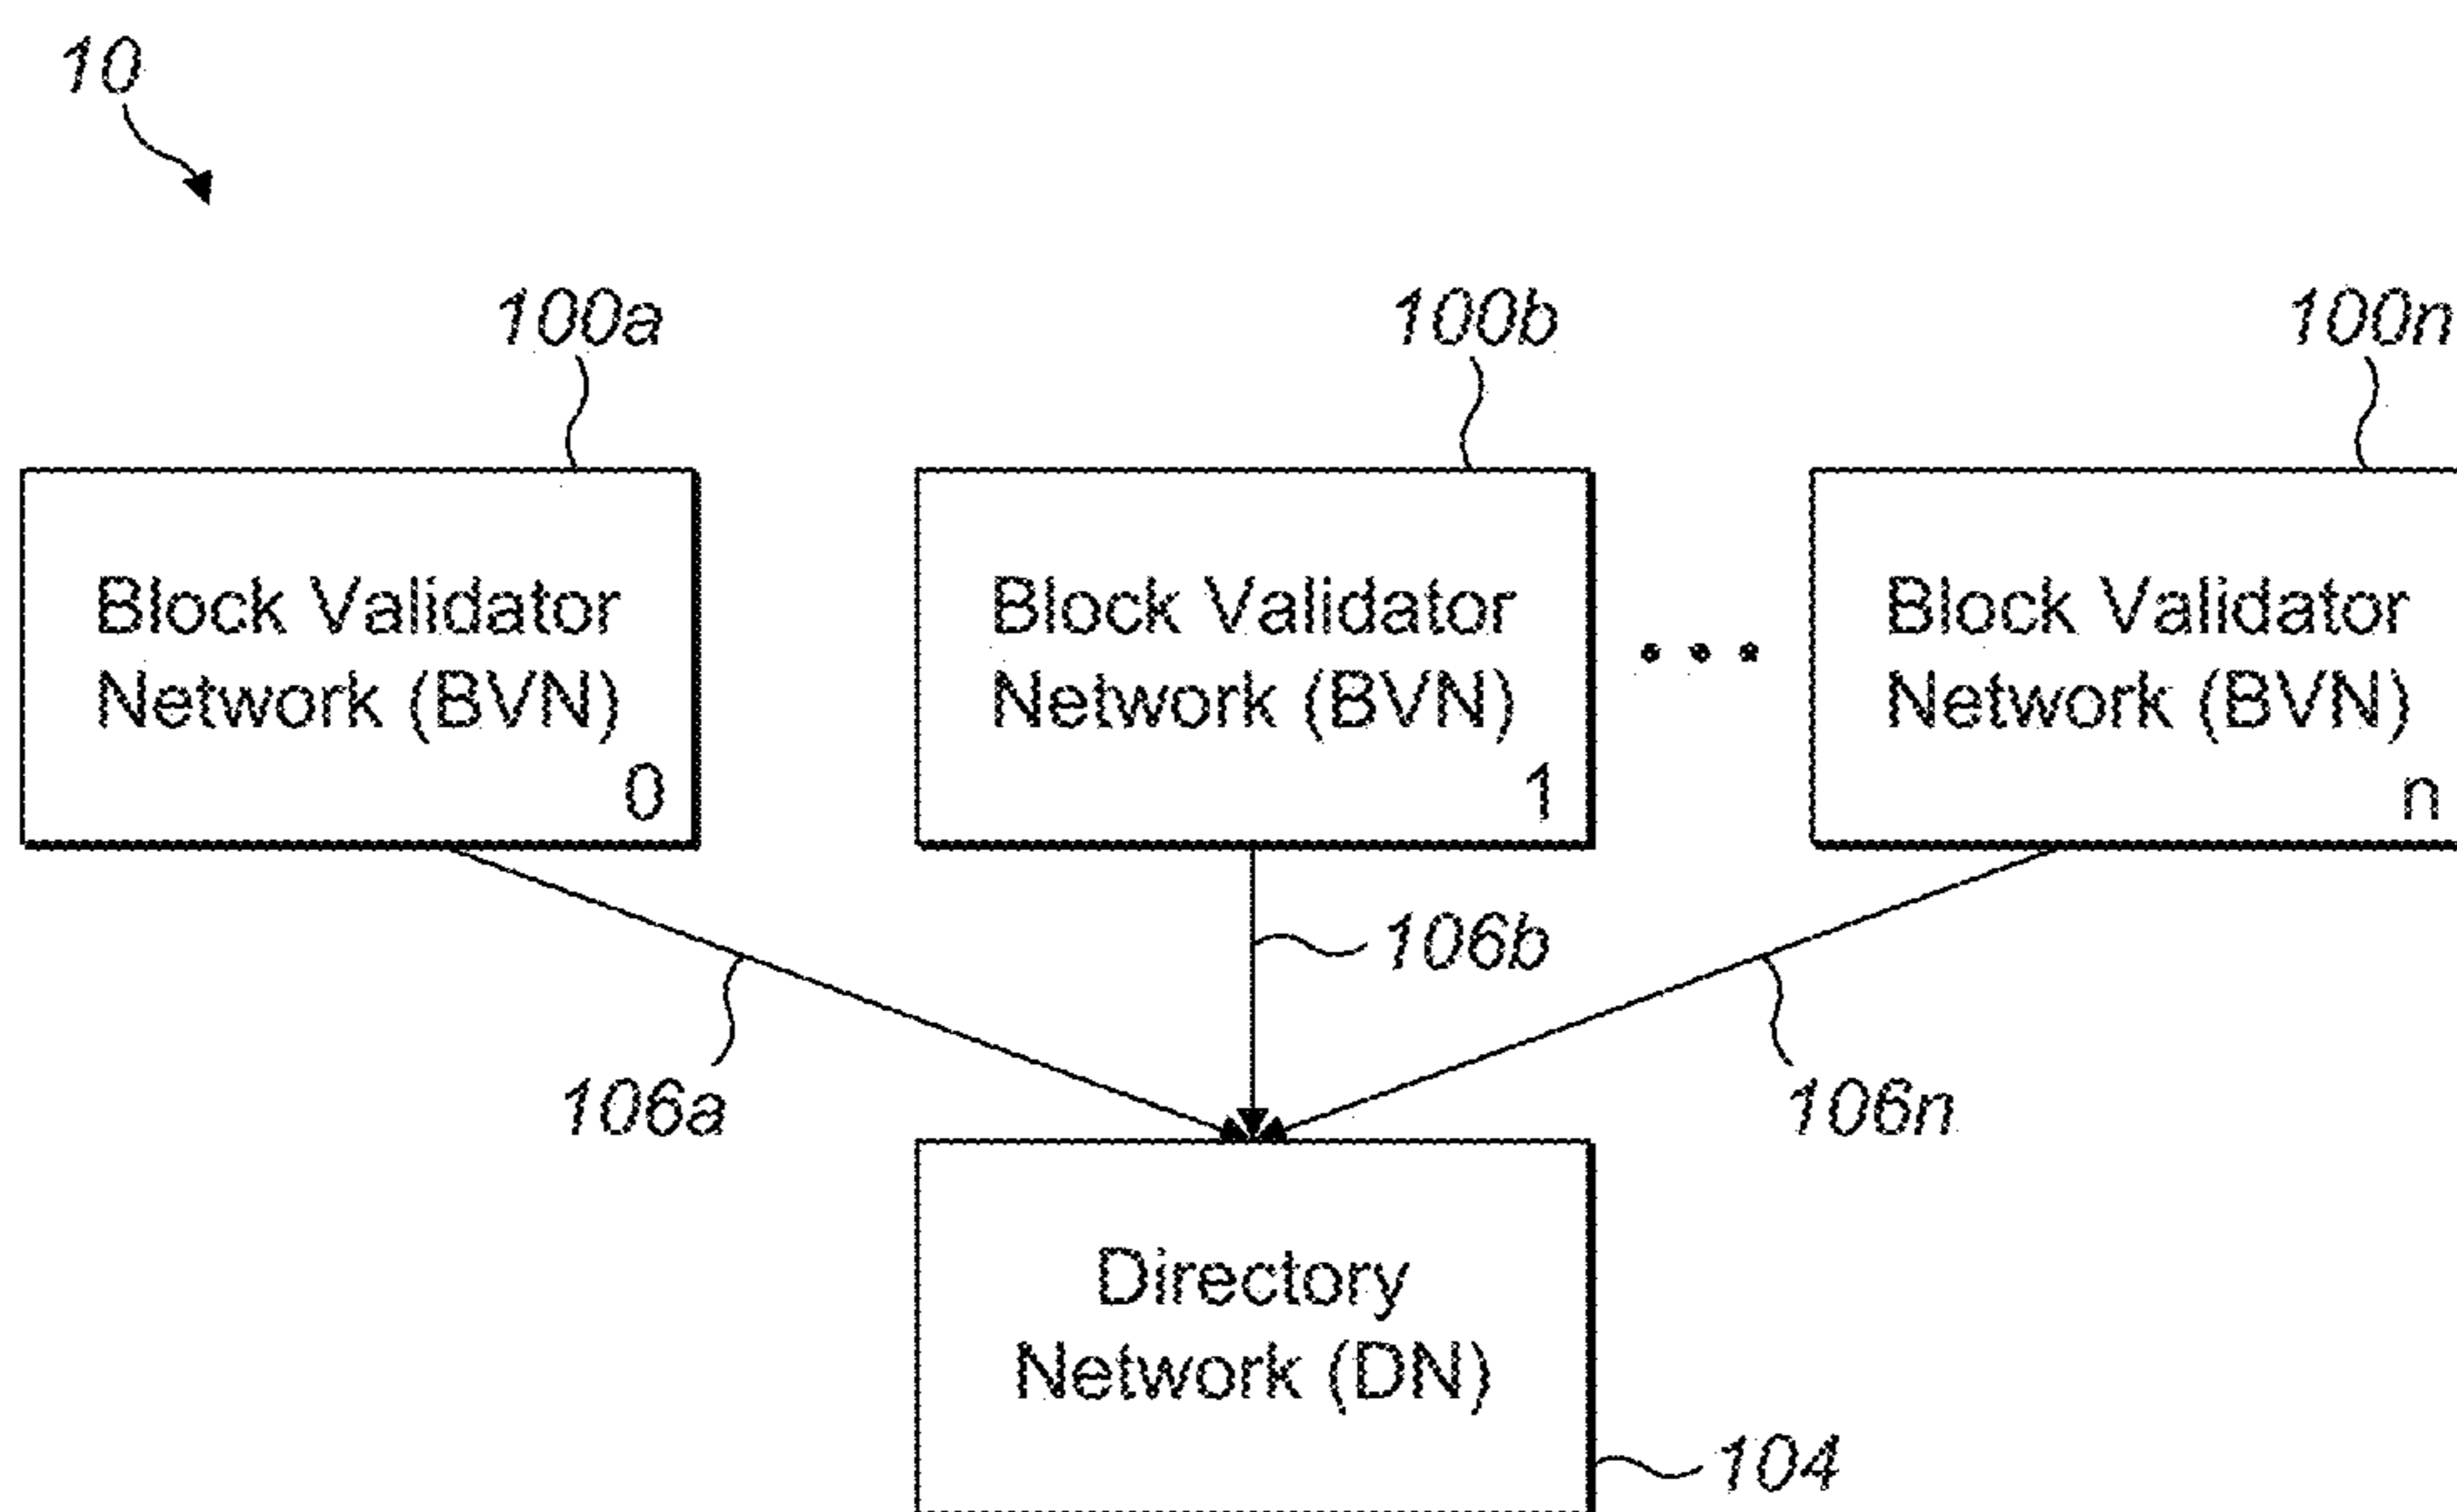 10
100a
100b
100n
Block Validator
Network (BVN)
0
Block Validator
Network (BVN)
1
Block Validator
Network (BVN)
n
106b
106a
106n
Directory
Network (DN)
104